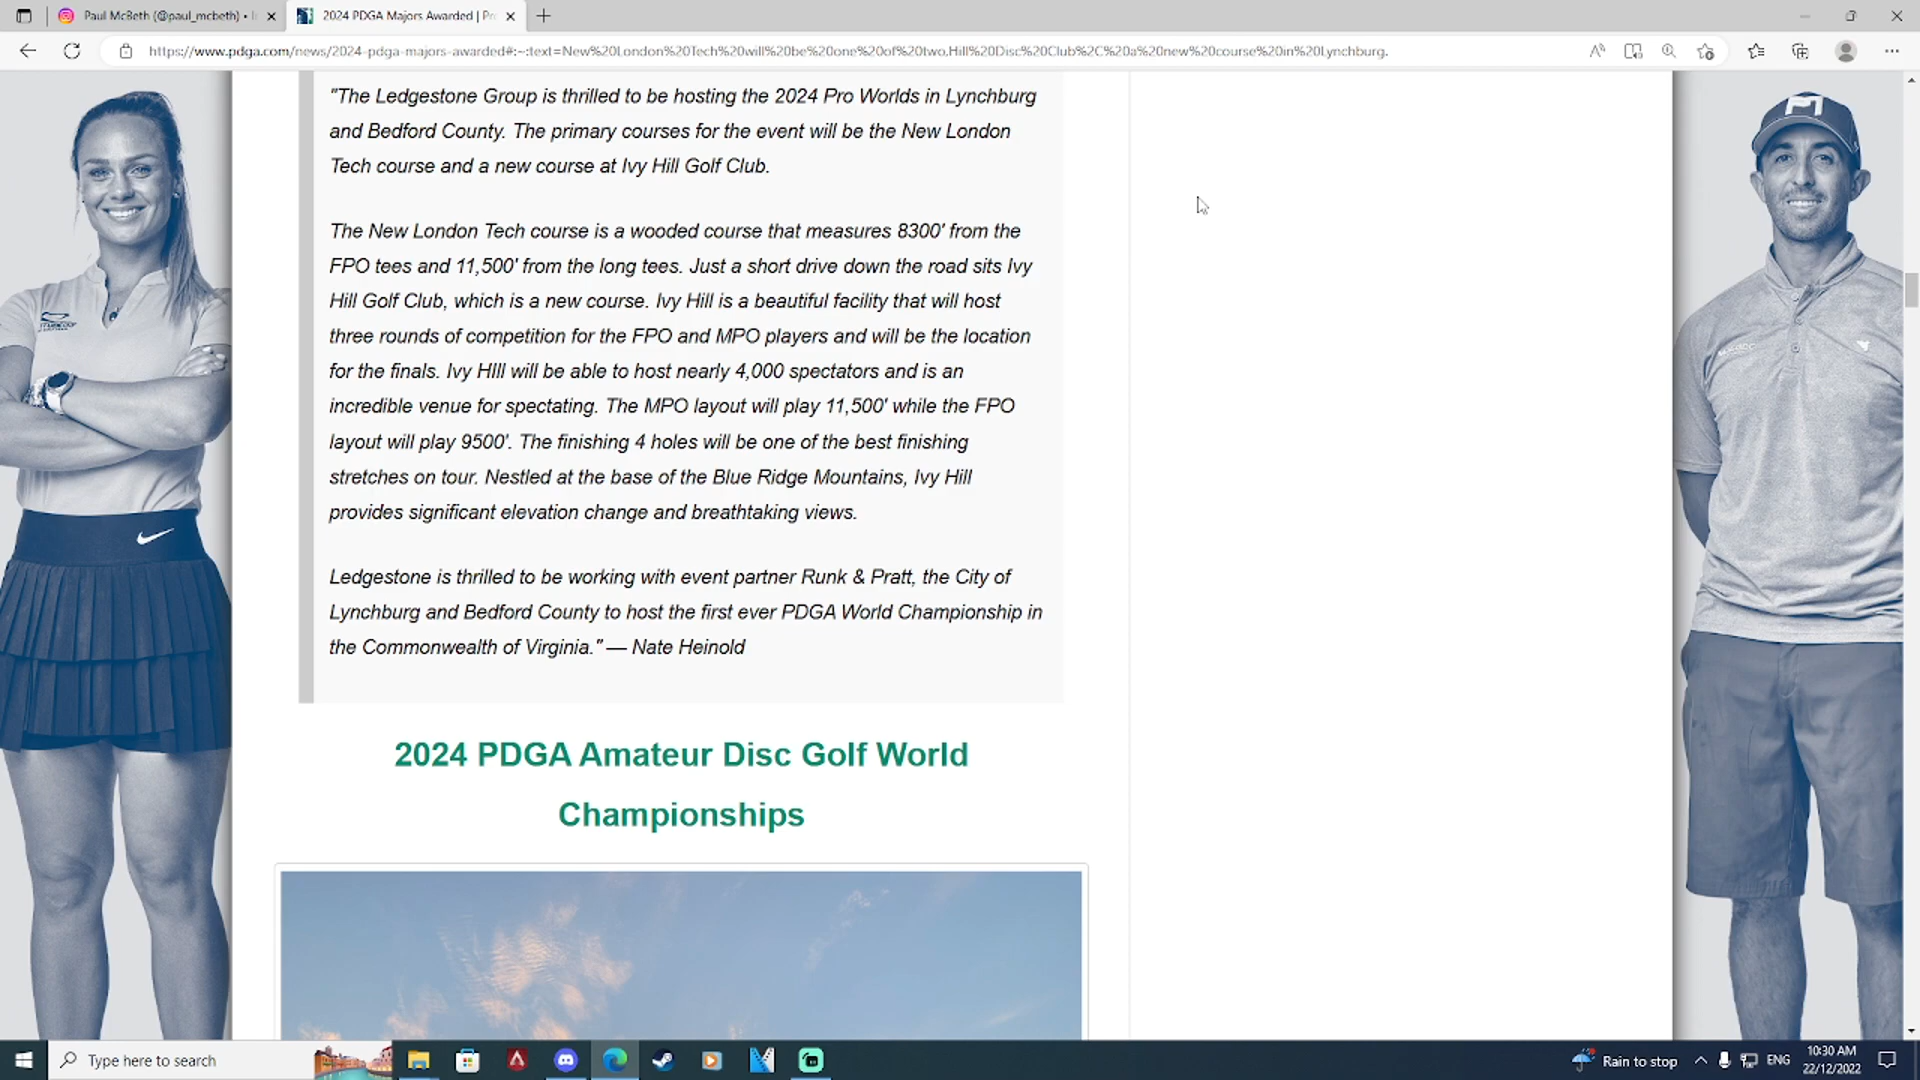 Paul McBeth (@paul_mcbeth) •
2024 PDGA Majors Awarded |
https://www.pdga.com/news/2024-pdga-majors-awarded#:~:text=New%20London%20Tech%20will%20be%20one%20of%20two,Hill%20Disc%20Club%2C%20a%20new%20course%20in%20Lynchburg.
"The Ledgestone Group is thrilled to be hosting the 2024 Pro Worlds in Lynchburg
and Bedford County. The primary courses for the event will be the New London
Tech course and a new course at Ivy Hill Golf Club.
The New London Tech course is a wooded course that measures 8300' from the
FPO tees and 11,500' from the long tees. Just a short drive down the road sits Ivy
Hill Golf Club, which is a new course. Ivy Hill is a beautiful facility that will host
three rounds of competition for the FPO and MPO players and will be the location
for the finals. Ivy HIll will be able to host nearly 4,000 spectators and is an
incredible venue for spectating. The MPO layout will play 11,500' while the FPO
layout will play 9500'. The finishing 4 holes will be one of the best finishing
stretches on tour. Nestled at the base of the Blue Ridge Mountains, Ivy Hill
provides significant elevation change and breathtaking views.
Ledgestone is thrilled to be working with event partner Runk & Pratt, the City of
Lynchburg and Bedford County to host the first ever PDGA World Championship in
the Commonwealth of Virginia." — Nate Heinold
2024 PDGA Amateur Disc Golf World
Championships
Type here to search
Rain to stop
ENG
10:30 AM
22/12/2022